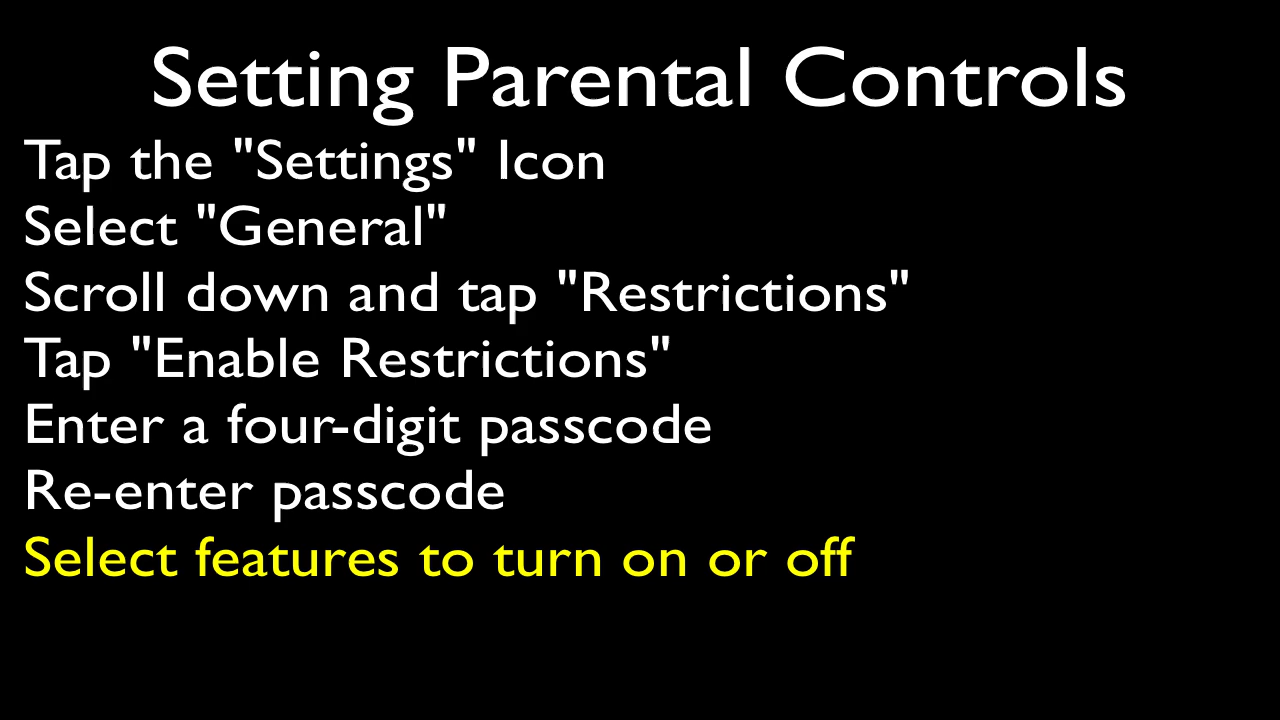 Setting Parental Controls
Tap the "Settings" Icon
Select "General"
Scroll down and tap "Restrictions"
Tap "Enable Restrictions"
Enter a four-digit passcode
Re-enter passcode
Select features to turn on or off